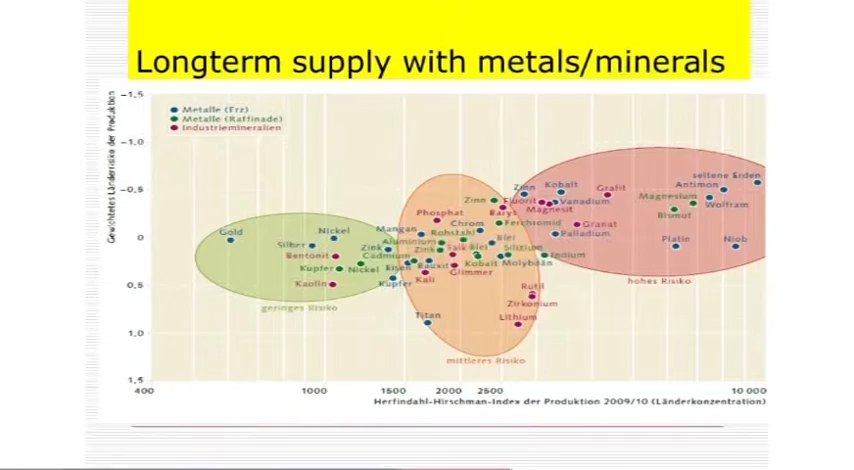 Longterm supply with metals/minerals
Gewichtetes Länderrisiko der Produktion
-1,5
-1,0
-0,5
0
0,5
1,0
1,5
Metalle (Erz)
Metalle (Raffinade)
Industriemineralien
seltene Erden
Zinn
Kobalt
Grafit
Antimon
Magnesium
Wolfram
Zinn
Fluorit
Vanadium
Baryt
Magnesit
Bismut
Phosphat
Ferchromid
Granat
Gold
Nickel
Mangan
Chrom
Rohstahl
Palladium
Silber
Zink
Aluminium
Blei
Platin
Niob
Bentonit
Cadmium
Zink
Talk
Blei
Silizium
Indium
Kupfer
Nickel
Eisen
Bauxit
Kobalt
Molybdän
Glimmer
Kaolin
Kupfer
Kali
Rutil
hohes Risiko
Zirkonium
geringes Risiko
Titan
Lithium
mittleres Risiko
400
1000
1500
2000
2500
10 000
Herfindahl-Hirschman-Index der Produktion 2009/10 (Länderkonzentration)